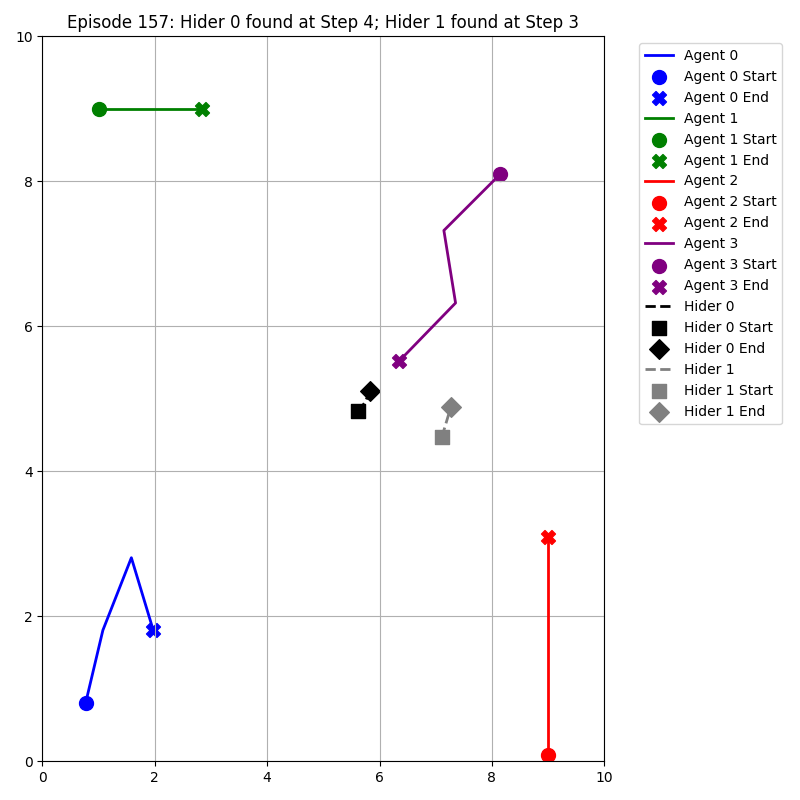 Episode 157: Hider 0 found at Step 4; Hider 1 found at Step 3
10
8
6
4
2
0
0 2 4 6 8 10
Agent 0
Agent 0 Start
Agent 0 End
Agent 1
Agent 1 Start
Agent 1 End
Agent 2
Agent 2 Start
Agent 2 End
Agent 3
Agent 3 Start
Agent 3 End
Hider 0
Hider 0 Start
Hider 0 End
Hider 1
Hider 1 Start
Hider 1 End